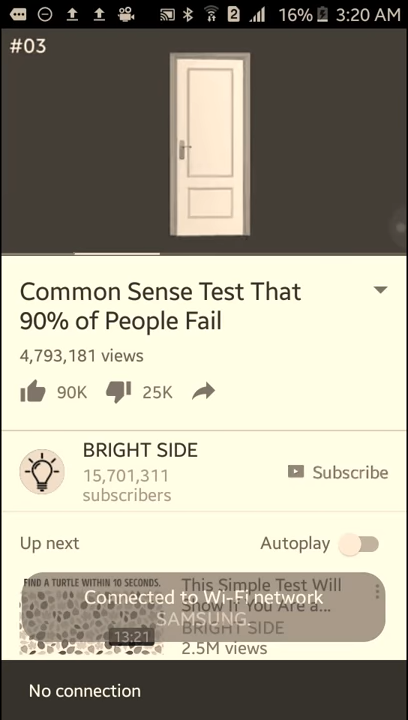 2 16% 3:20 AM
#03
Common Sense Test That
90% of People Fail
4,793,181 views
90K 25K
BRIGHT SIDE
15,701,311
subscribers
Subscribe
Up next Autoplay
FIND A TURTLE WITHIN 10 SECONDS.
13:21
This Simple Test Will
Show If You Are a...
BRIGHT SIDE
2.5M views
Connected to Wi-Fi network
SAMSUNG.
No connection